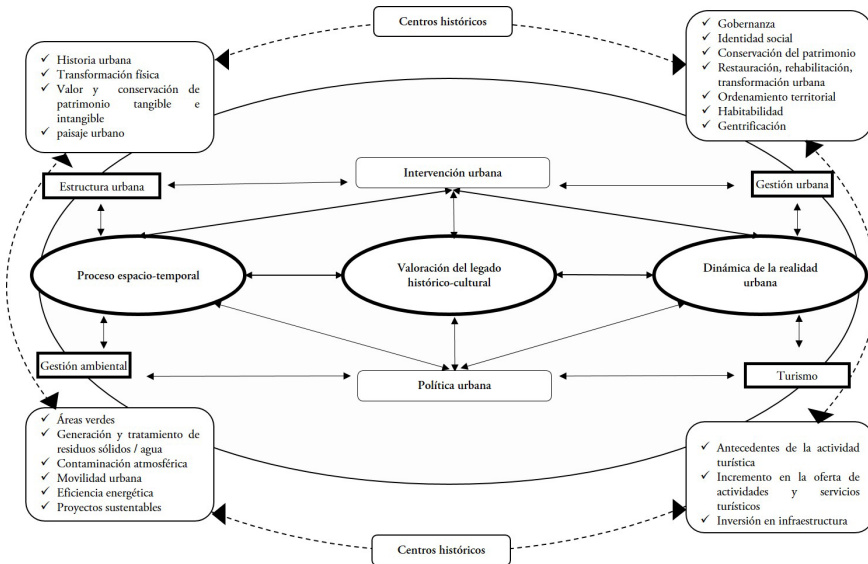 Centros históricos
✓ Historia urbana
✓ Transformación física
✓ Valor y conservación de
patrimonio tangible e
intangible
✓ paisaje urbano
✓ Gobernanza
✓ Identidad social
✓ Conservación del patrimonio
✓ Restauración, rehabilitación,
transformación urbana
✓ Ordenamiento territorial
✓ Habitabilidad
✓ Gentrificación
Estructura urbana
Intervención urbana
Gestión urbana
Proceso espacio-temporal
Valoración del legado
histórico-cultural
Dinámica de la realidad
urbana
Gestión ambiental
Política urbana
Turismo
✓ Áreas verdes
✓ Generación y tratamiento de
residuos sólidos / agua
✓ Contaminación atmosférica
✓ Movilidad urbana
✓ Eficiencia energética
✓ Proyectos sustentables
✓ Antecedentes de la actividad
turística
✓ Incremento en la oferta de
actividades y servicios
turísticos
✓ Inversión en infraestructura
Centros históricos